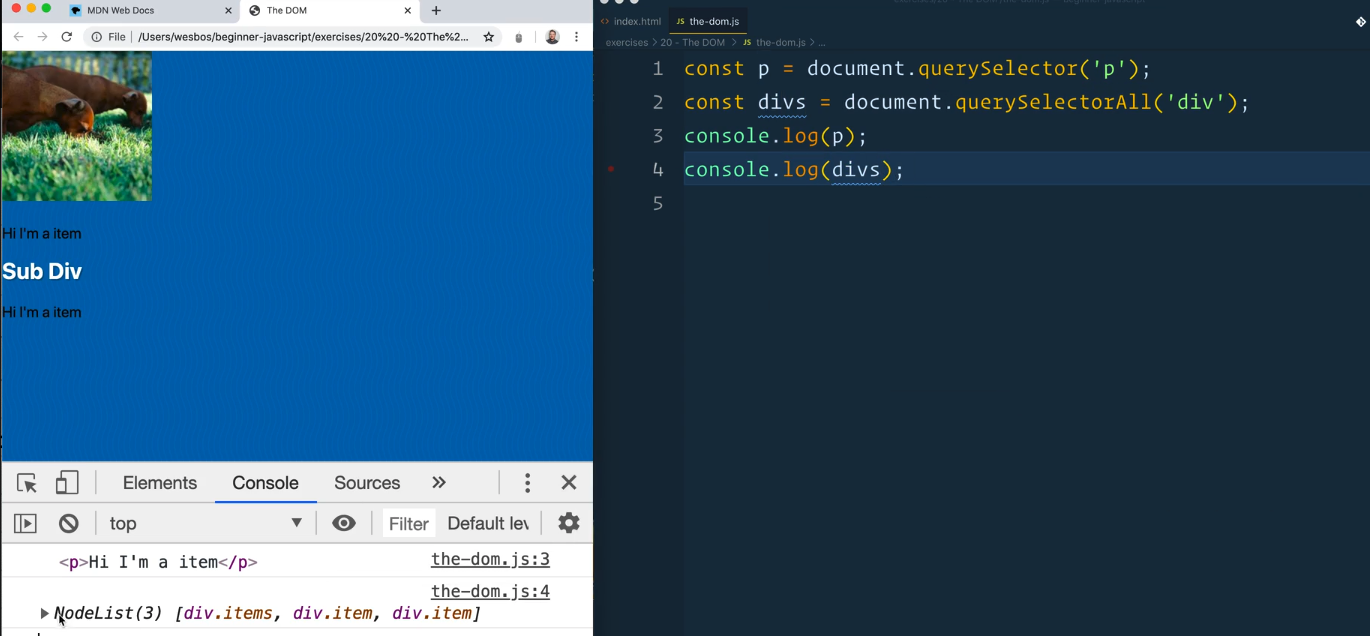 MDN Web Docs
The DOM
File
/Users/wesbos/beginner-javascript/exercises/20%20-%20The%2...
Hi I'm a item
Sub Div
Hi I'm a item
Elements
Console
Sources
top
Filter
Default lev
<p>Hi I'm a item</p>
the-dom.js:3
the-dom.js:4
NodeList(3) [div.items, div.item, div.item]
index.html
JS the-dom.js
exercises > 20 - The DOM > JS the-dom.js > ...
1 const p = document.querySelector('p');
2 const divs = document.querySelectorAll('div');
3 console.log(p);
4 console.log(divs);
5